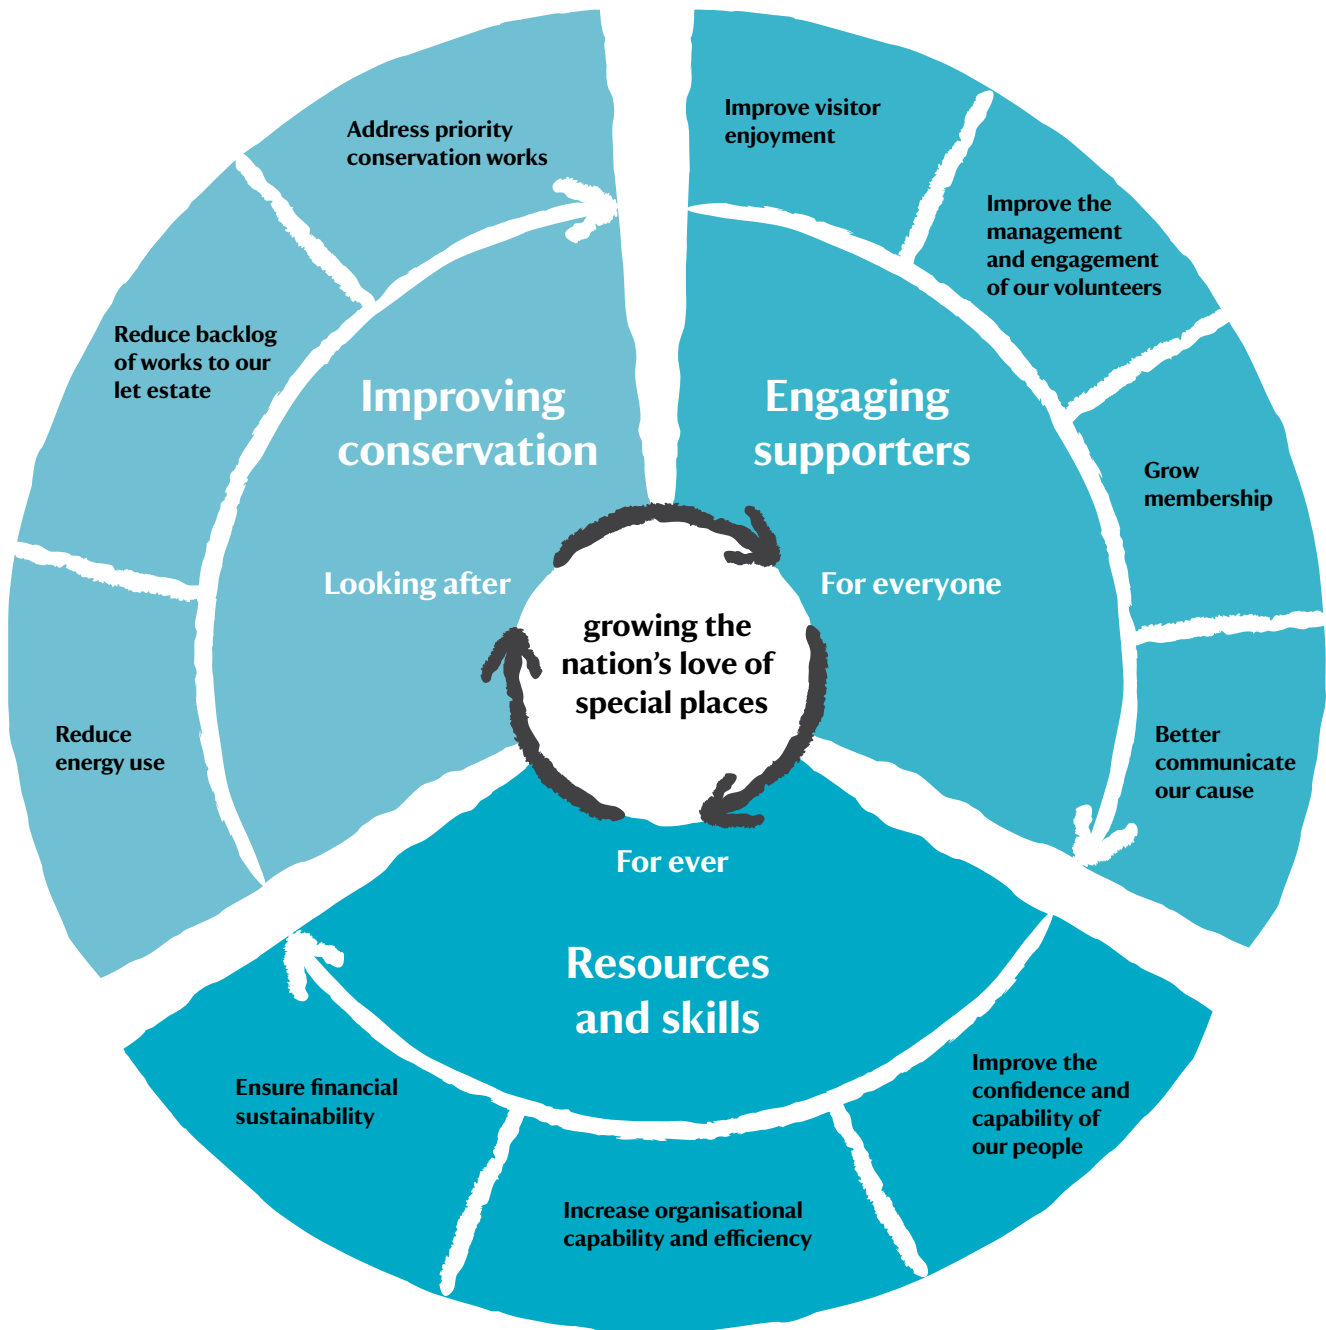 Address priority
conservation works
Reduce backlog
of works to our
let estate
Reduce
energy use
Improving
conservation
Looking after
Improve visitor
enjoyment
Improve the
management
and engagement
of our volunteers
Grow
membership
Better
communicate
our cause
Engaging
supporters
For everyone
growing the
nation’s love of
special places
For ever
Resources
and skills
Improve the
confidence and
capability of
our people
Increase organisational
capability and efficiency
Ensure financial
sustainability